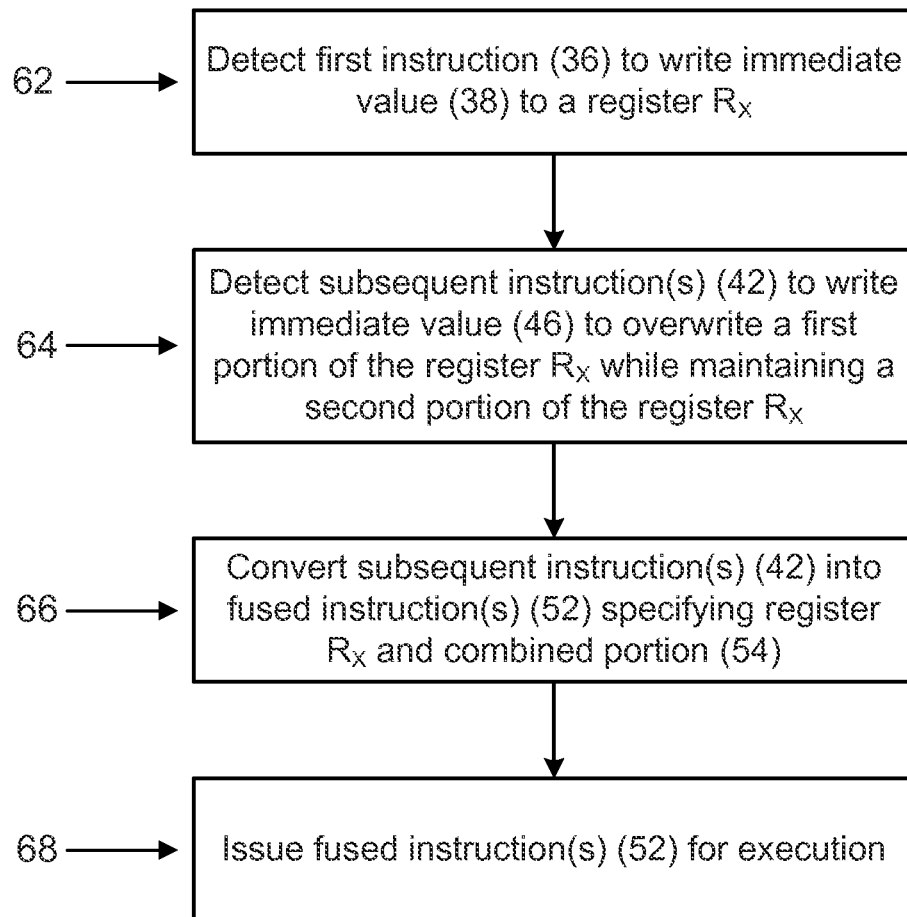 62
Detect first instruction (36) to write immediate
value (38) to a register RX
64
Detect subsequent instruction(s) (42) to write
immediate value (46) to overwrite a first
portion of the register RX while maintaining a
second portion of the register RX
66
Convert subsequent instruction(s) (42) into
fused instruction(s) (52) specifying register
RX and combined portion (54)
68
Issue fused instruction(s) (52) for execution